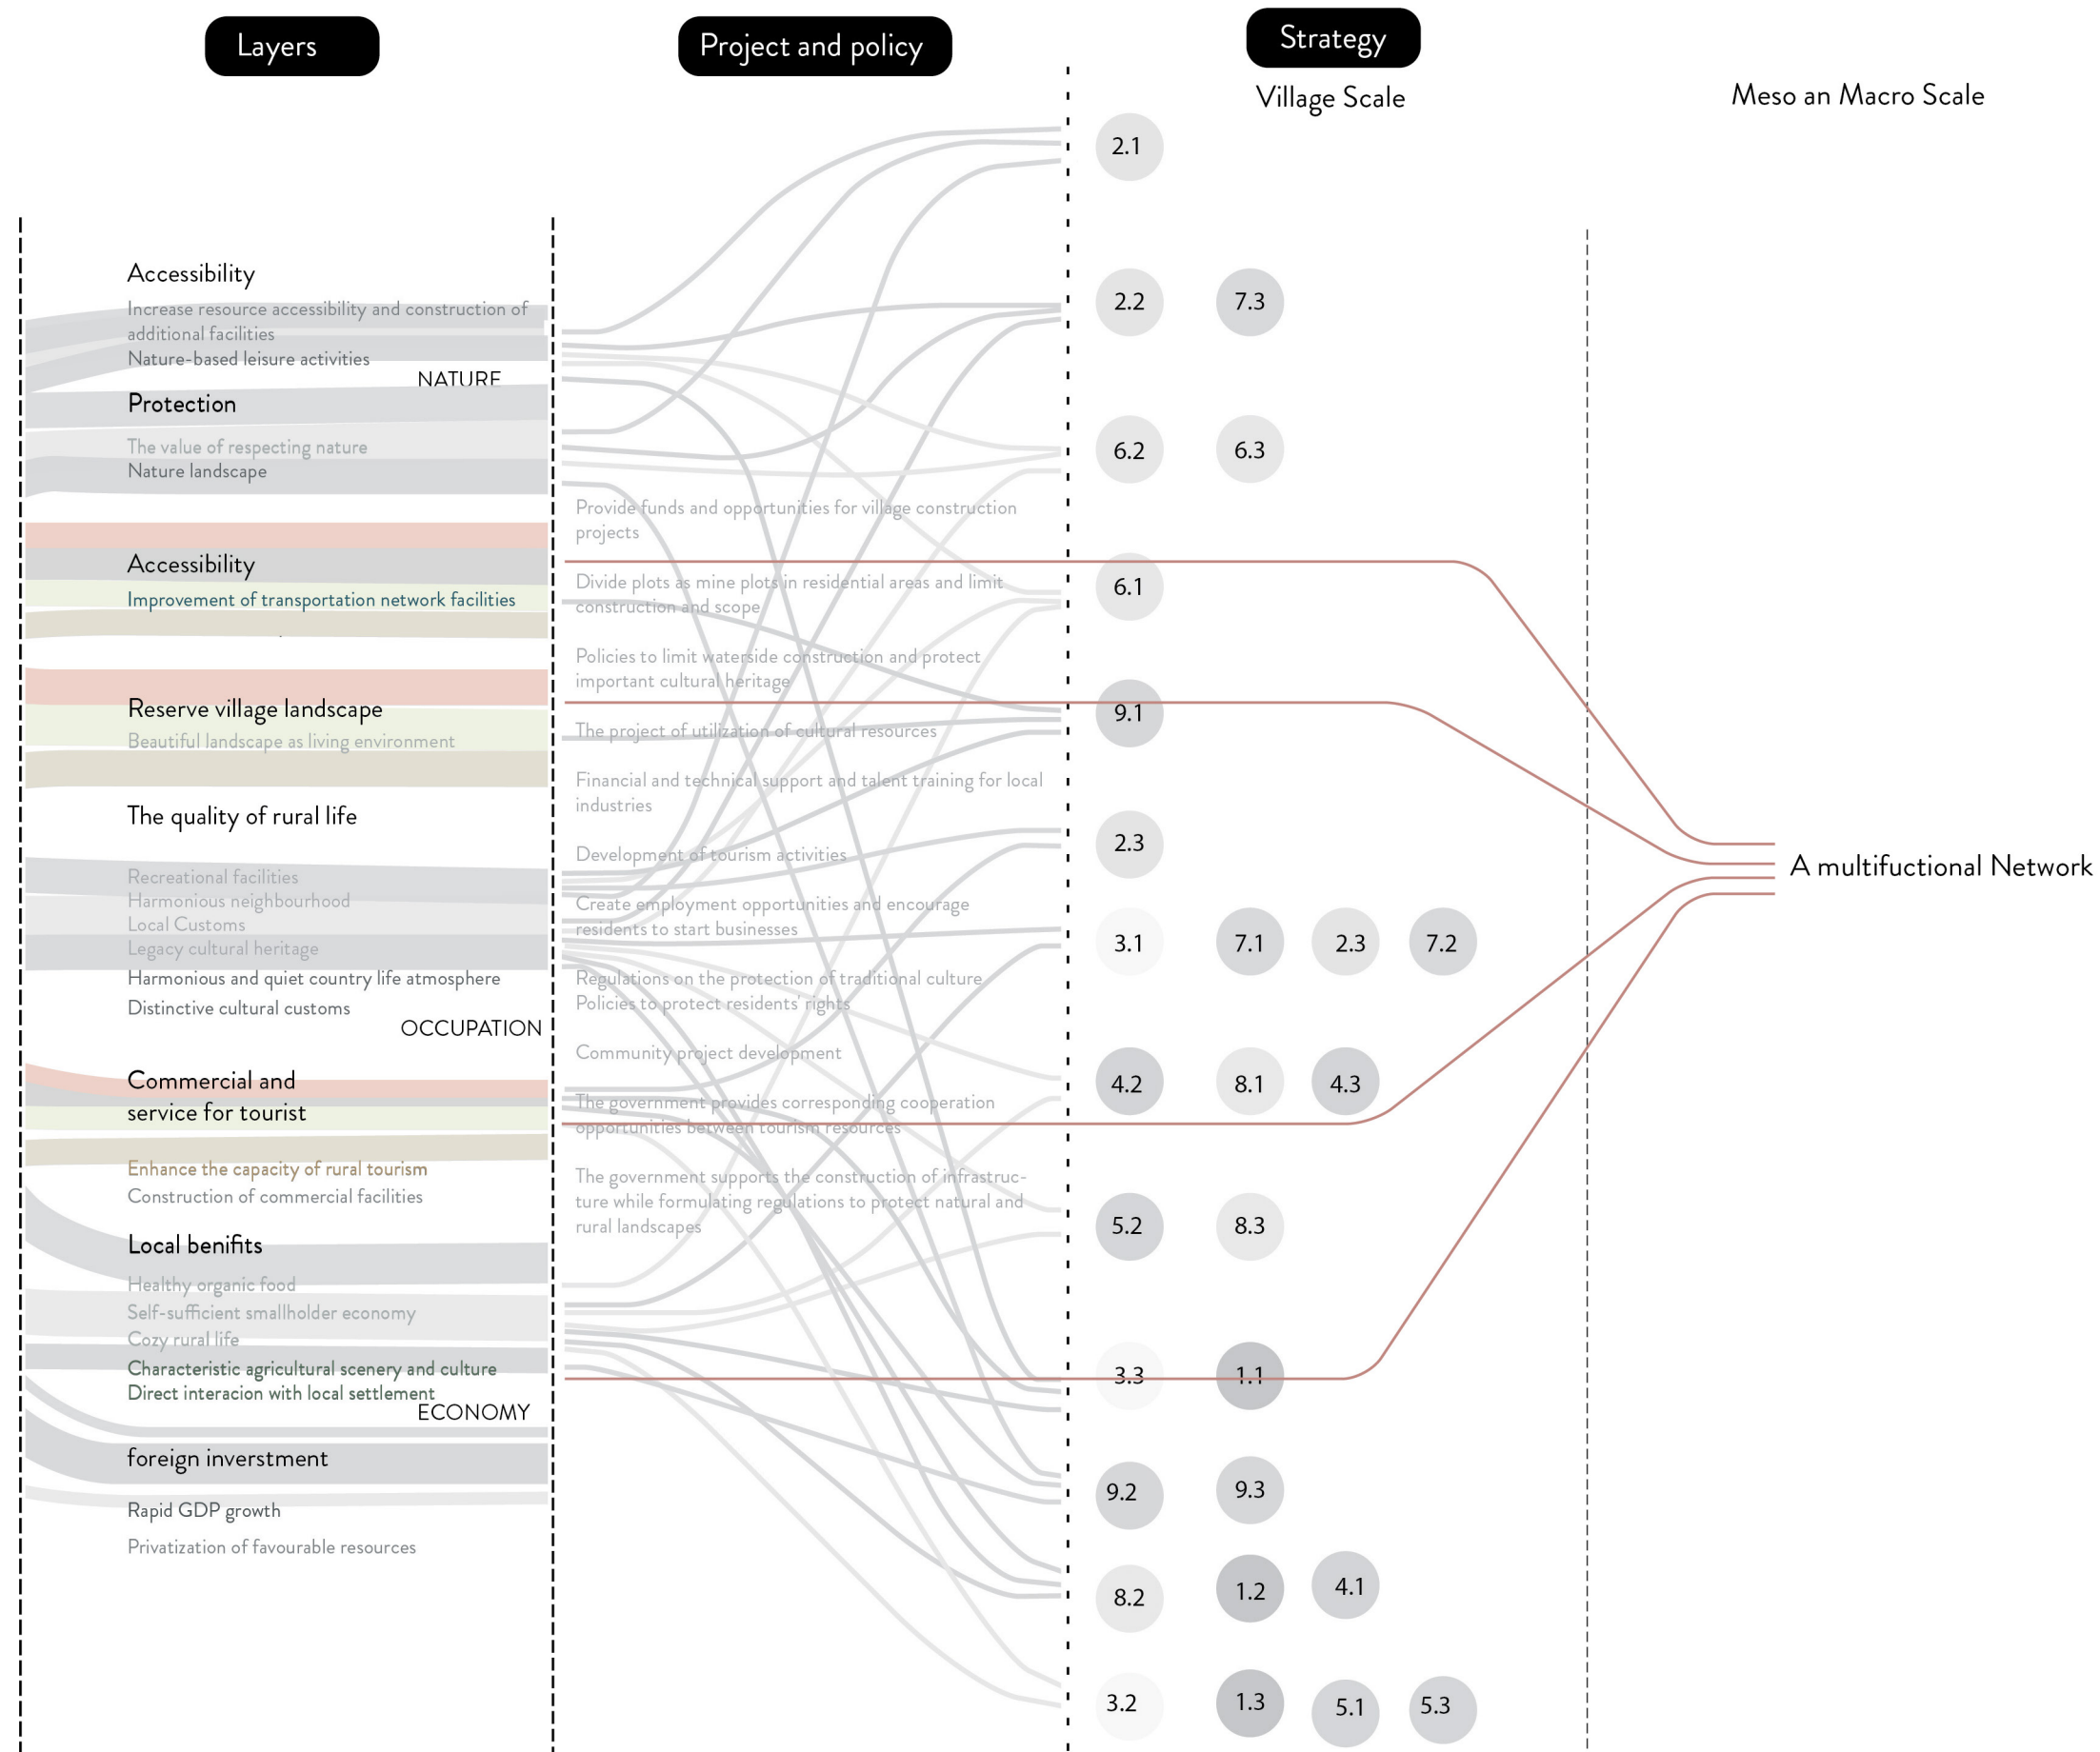 Layers
Project and policy
Strategy
Village Scale
Meso an Macro Scale
Accessibility
Increase resource accessibility and construction of
additional facilities
Nature-based leisure activities
NATURE
Protection
The value of respecting nature
Nature landscape
Accessibility
Improvement of transportation network facilities
Reserve village landscape
Beautiful landscape as living environment
The quality of rural life
Recreational facilities
Harmonious neighbourhood
Local Customs
Legacy cultural heritage
Harmonious and quiet country life atmosphere
Distinctive cultural customs
OCCUPATION
Commercial and
service for tourist
Enhance the capacity of rural tourism
Construction of commercial facilities
Local benifits
Healthy organic food
Self-sufficient smallholder economy
Cozy rural life
Characteristic agricultural scenery and culture
Direct interacion with local settlement
ECONOMY
foreign inverstment
Rapid GDP growth
Privatization of favourable resources
Provide funds and opportunities for village construction
projects
Divide plots as mine plots in residential areas and limit
construction and scope
Policies to limit waterside construction and protect
important cultural heritage
The project of utilization of cultural resources
Financial and technical support and talent training for local
industries
Development of tourism activities
Create employment opportunities and encourage
residents to start businesses
Regulations on the protection of traditional culture
Policies to protect residents' rights
Community project development
The government provides corresponding cooperation
opportunities between tourism resources
The government supports the construction of infrastruc-
ture while formulating regulations to protect natural and
rural landscapes
2.1
2.2 7.3
6.2 6.3
6.1
9.1
2.3
3.1 7.1 2.3 7.2
4.2 8.1 4.3
5.2 8.3
3.3 1.1
9.2 9.3
8.2 1.2 4.1
3.2 1.3 5.1 5.3
A multifuctional Network